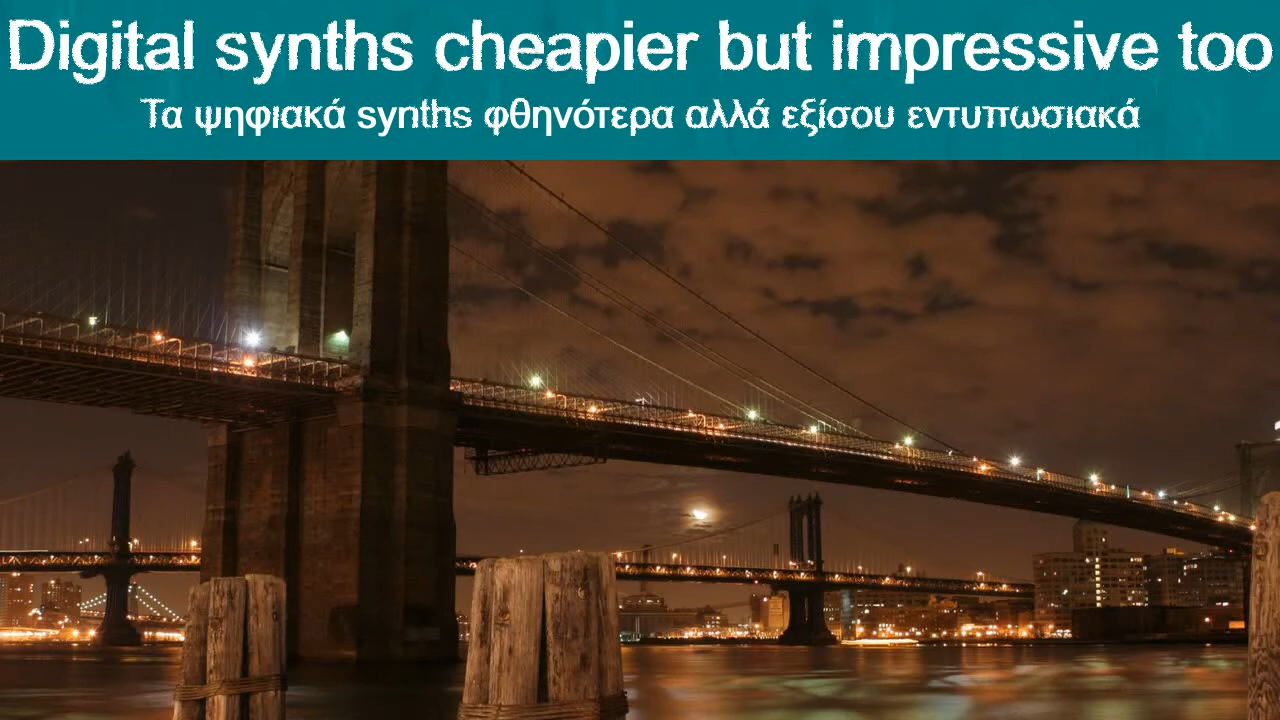 Digital synths cheapier but impressive too
Τα ψηφιακά synths φθηνότερα αλλά εξίσου εντυπωσιακά